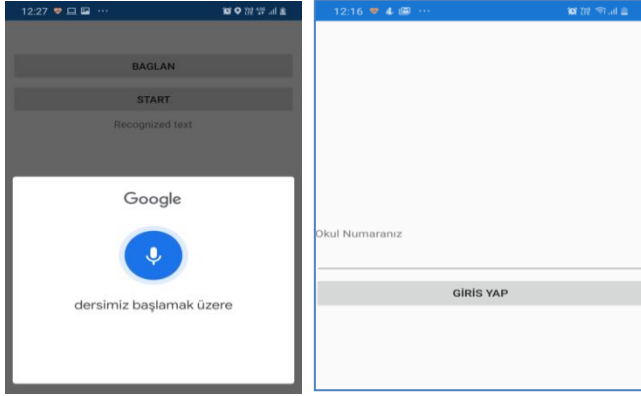 12:27 ...
BAGLAN
START
Recognized text
Google
dersimiz başlamak üzere
12:16 ...
Okul Numaranız
GİRİS YAP